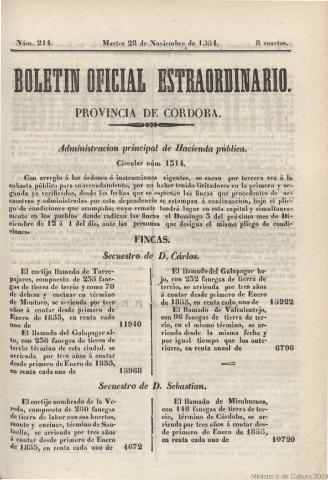 Núm. 214. Martes 28 de Noviembre de 1854. 8 cuartos.
BOLETIN OFICIAL ESTRAORDINARIO.
PROVINCIA DE CORDOBA.
Administracion principal de Hacienda pública.
Circular núm. 1314.
Con arreglo á las órdenes é instrucciones vigentes, se sacan por tercera vez á la
subasta pública para su arrendamiento, por no haber tenido licitadores en la primera y se-
gunda ya verificadas, desde las fechas que se espresan las fincas que procedentes de se-
cuestros y administradas por esta dependencia se estampan á continuacion, bajo el plie-
go de condiciones que acompaña; cuyo remate tendrá lugar en esta capital y simultanea-
mente en los pueblos donde radican las fincas el Domingo 3 del próximo mes de Di-
ciembre de 12 á 1 del dia, ante las personas que designa el mismo pliego de condi-
ciones.
FINCAS.
Secuestro de D. Cárlos.
El cortijo llamado de Torre-
pajares, compuesto de 255 fane-
gas de tierra de tercio y como 70
de dehesa y encinar en término
de Montoro, se arrienda por tres
años á contar desde primero de
Enero de 1855, en renta cada
uno de 11940
El llamado del Galapagar al-
to, con 238 fanegas de tierra de
tercio término de esta ciudad. se
arrienda por tres años á contar
desde primero de Enero de 1855,
en renta cada uno de 15968
El llamado del Galapagar ba-
jo, con 232 fanegas de tierra de
tercio, se arrienda por tres años
á contar desde primero de Enero
de 1855, en renta cada uno de 15922
El llamado de Valcalentejo,
con 96 fanegas de tierra de ter-
cio, en el mismo término, se ar-
rienda desde la misma fecha y
por igual tiempo que los ante-
riores, en renta anual de 6796
Secuestro de D. Sebastian.
El cortijo nombrado de la Ve-
reda, compuesto de 260 fanegas
de tierra de labor con sus huertos,
monte y encinar, término de San-
taella, se arrienda por tres años
á contar desde primero de Enero
de 1855, en renta cada uno de 4672
El llamado de Mirabuenos,
con 146 fanegas de tierra de ter-
cio, término de Córdoba, se ar-
rienda por tres años á contar des-
de primero de Enero de 1855,
en renta cada uno de 10720
Ministerio de Cultura 2024